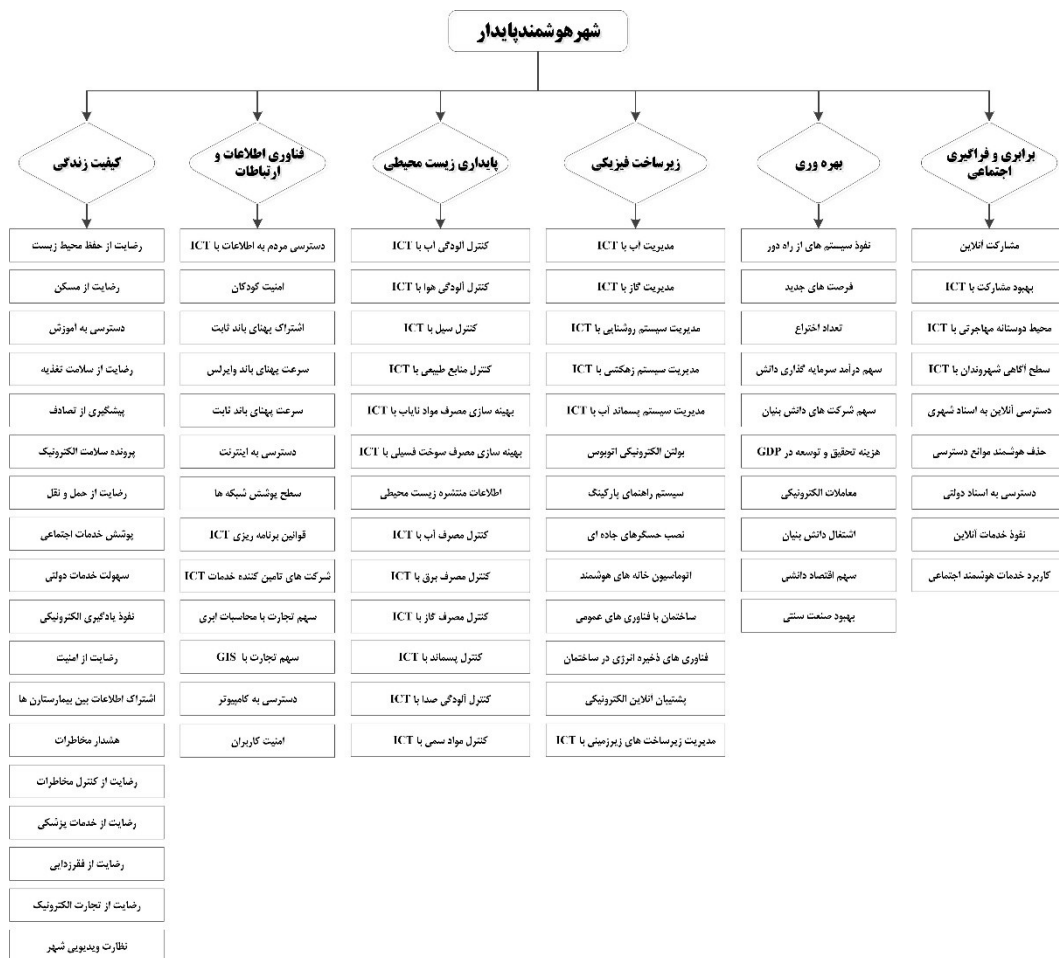 شهر هوشمند پایدار
برابری و فراگیری
اجتماعی
مشارکت آنلاین
بهبود مشارکت با ICT
محیط دوستانه مهاجرتی با ICT
سطح آگاهی شهروندان با ICT
دسترسی آنلاین به اسناد شهری
حذف هوشمند موانع دسترسی
دسترسی به اسناد دولتی
نفوذ خدمات آنلاین
کاربرد خدمات هوشمند اجتماعی
بهره وری
نفوذ سیستم های از راه دور
فرصت های جدید
تعداد اختراع
سهم درآمد سرمایه گذاری دانش
سهم شرکت های دانش بنیان
هزینه تحقیق و توسعه در GDP
معاملات الکترونیکی
اشتغال دانش بنیان
سهم اقتصاد دانشی
بهبود صنعت سنتی
زیرساخت فیزیکی
مدیریت آب با ICT
مدیریت گاز با ICT
مدیریت سیستم روشنایی با ICT
مدیریت سیستم زهکشی با ICT
مدیریت سیستم پسماند آب با ICT
بولتن الکترونیکی اتوبوس
سیستم راهنمای پارکینگ
نصب حسگرهای جاده ای
اتوماسیون خانه های هوشمند
ساختمان با فناوری های عمومی
فناوری های ذخیره انرژی در ساختمان
پشتیبان آنلاین الکترونیکی
مدیریت زیرساخت های زیرزمینی با ICT
پایداری زیست محیطی
کنترل آلودگی آب با ICT
کنترل آلودگی هوا با ICT
کنترل سیل با ICT
کنترل منابع طبیعی با ICT
بهینه سازی مصرف مواد نایاب با ICT
بهینه سازی مصرف سوخت فسیلی با ICT
اطلاعات منتشره زیست محیطی
کنترل مصرف آب با ICT
کنترل مصرف برق با ICT
کنترل مصرف گاز با ICT
کنترل پسماند با ICT
کنترل آلودگی صدا با ICT
کنترل مواد سمی با ICT
فناوری اطلاعات و
ارتباطات
دسترسی مردم به اطلاعات با ICT
امنیت کودکان
اشتراک پهنای باند ثابت
سرعت پهنای باند وایرلس
سرعت پهنای باند ثابت
دسترسی به اینترنت
سطح پوشش شبکه ها
قوانین برنامه ریزی ICT
شرکت های تامین کننده خدمات ICT
سهم تجارت با محاسبات ابری
سهم تجارت با GIS
دسترسی به کامپیوتر
امنیت کاربران
کیفیت زندگی
رضایت از حفظ محیط زیست
رضایت از مسکن
دسترسی به آموزش
رضایت از سلامت تغذیه
پیشگیری از تصادف
پرونده سلامت الکترونیک
رضایت از حمل و نقل
پوشش خدمات اجتماعی
سهولت خدمات دولتی
نفوذ یادگیری الکترونیکی
رضایت از امنیت
اشتراک اطلاعات بین بیمارستارن ها
هشدار مخاطرات
رضایت از کنترل مخاطرات
رضایت از خدمات پزشکی
رضایت از فقرزدایی
رضایت از تجارت الکترونیک
نظارت ویدیویی شهر